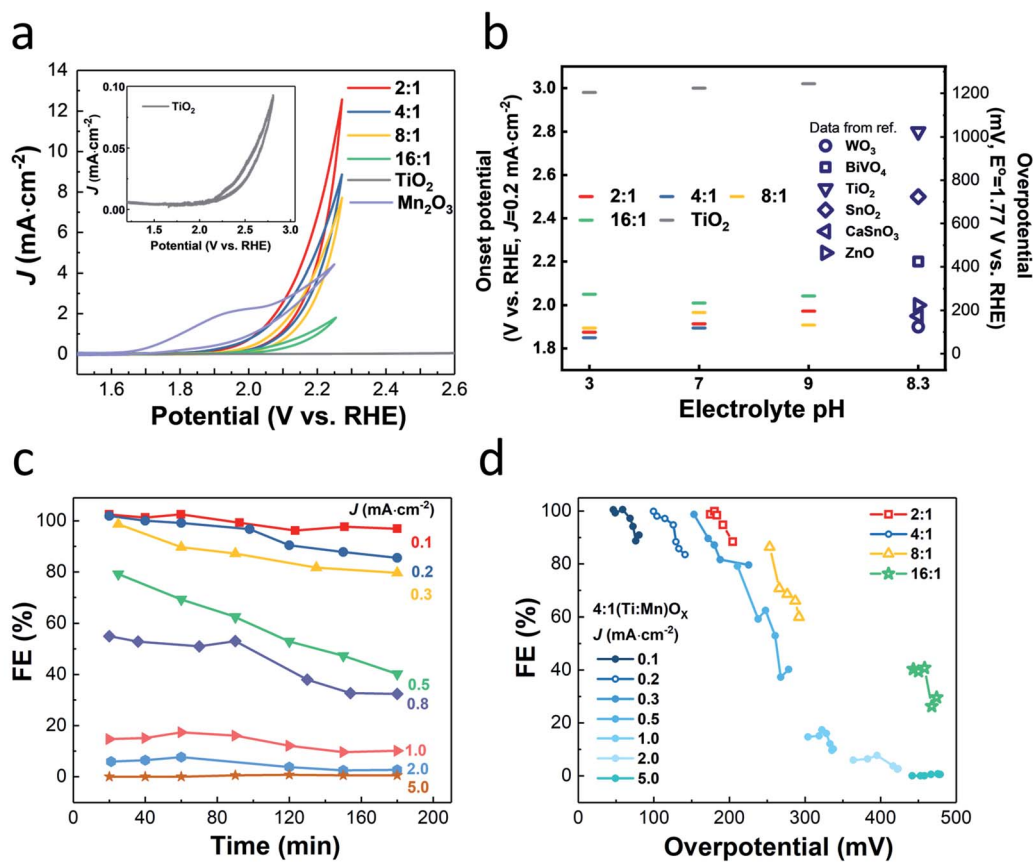 a
14
12
10
8
6
4
2
0
J (mA·cm⁻²)
1.6
1.8
2.0
2.2
2.4
2.6
Potential (V vs. RHE)
2:1
4:1
8:1
16:1
TiO₂
Mn₂O₃
TiO₂
0.10
0.05
0.00
J (mA·cm⁻²)
1.5
2.0
2.5
3.0
Potential (V vs. RHE)
b
Onset potential
(V vs. RHE, J=0.2 mA·cm⁻²)
3.0
2.8
2.6
2.4
2.2
2.0
1.8
2:1
4:1
8:1
16:1
TiO₂
Data from ref.
WO₃
BiVO₄
TiO₂
SnO₂
CaSnO₃
ZnO
1200
1000
800
600
400
200
0
Overpotential
(mV, E°=1.77 V vs. RHE)
3
7
9
8.3
Electrolyte pH
c
FE (%)
100
80
60
40
20
0
J (mA·cm⁻²)
0.1
0.2
0.3
0.5
0.8
1.0
2.0
5.0
0
40
80
120
160
200
Time (min)
d
FE (%)
100
80
60
40
20
0
2:1
4:1
8:1
16:1
4:1(Ti:Mn)Oₓ
J (mA·cm⁻²)
0.1
0.2
0.3
0.5
1.0
2.0
5.0
0
100
200
300
400
500
Overpotential (mV)